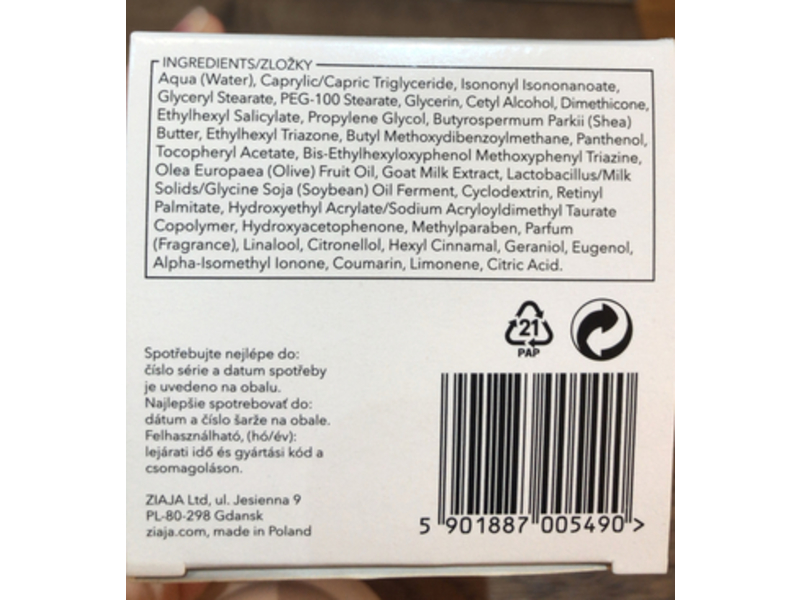 INGREDIENTS/ZLOŽKY
Aqua (Water), Caprylic/Capric Triglyceride, Isononyl Isononanoate,
Glyceryl Stearate, PEG-100 Stearate, Glycerin, Cetyl Alcohol, Dimethicone,
Ethylhexyl Salicylate, Propylene Glycol, Butyrospermum Parkii (Shea)
Butter, Ethylhexyl Triazone, Butyl Methoxydibenzoylmethane, Panthenol,
Tocopheryl Acetate, Bis-Ethylhexyloxyphenol Methoxyphenyl Triazine,
Olea Europaea (Olive) Fruit Oil, Goat Milk Extract, Lactobacillus/Milk
Solids/Glycine Soja (Soybean) Oil Ferment, Cyclodextrin, Retinyl
Palmitate, Hydroxyethyl Acrylate/Sodium Acryloyldimethyl Taurate
Copolymer, Hydroxyacetophenone, Methylparaben, Parfum
(Fragrance), Linalool, Citronellol, Hexyl Cinnamal, Geraniol, Eugenol,
Alpha-Isomethyl Ionone, Coumarin, Limonene, Citric Acid.
21
PAP
Spotřebujte nejlépe do:
číslo série a datum spotřeby
je uvedeno na obalu.
Najlepšie spotrebovať do:
dátum a číslo šarže na obale.
Felhasználható, (hó/év):
lejárati idő és gyártási kód a
csomagoláson.
ZIAJA Ltd, ul. Jesienna 9
PL-80-298 Gdansk
ziaja.com, made in Poland
5 901887 005490 >